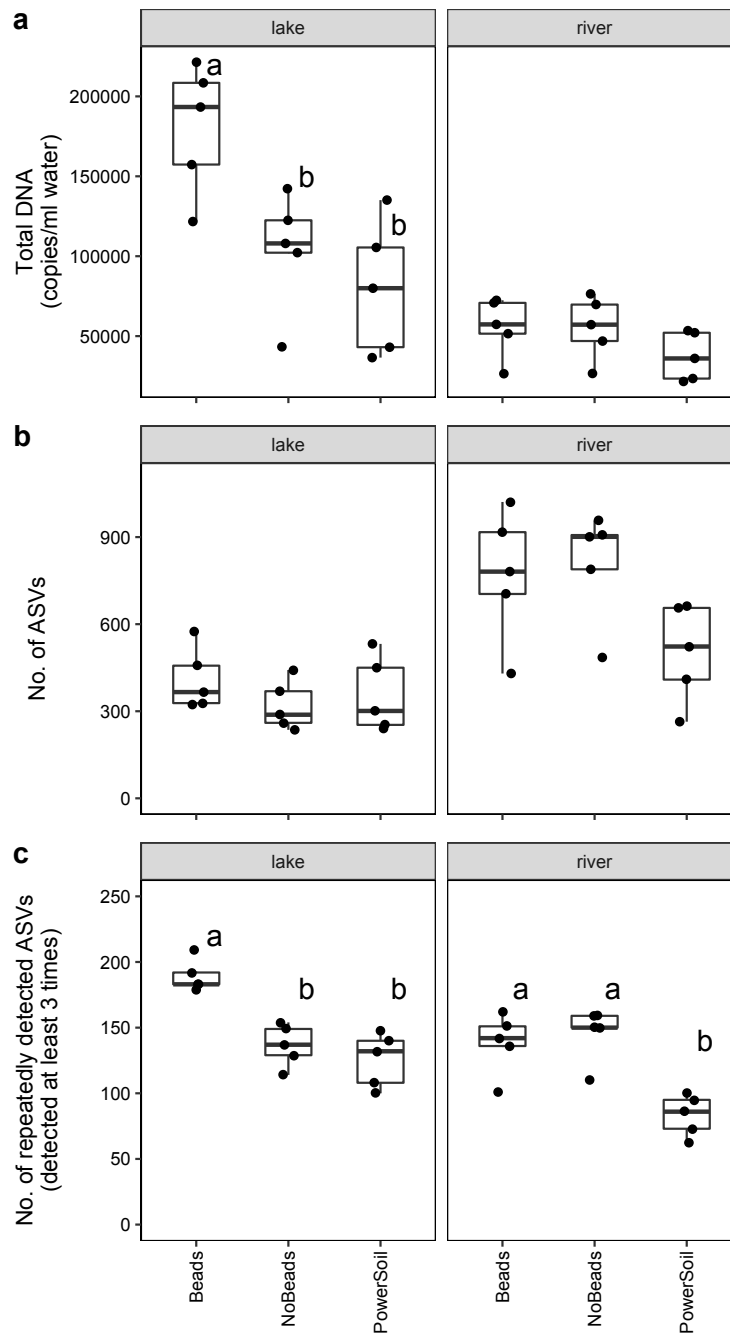 a
lake
river
Total DNA
(copies/ml water)
200000
150000
100000
50000
a
b
b
b
lake
river
No. of ASVs
900
600
300
0
c
lake
river
No. of repeatedly detected ASVs
(detected at least 3 times)
250
200
150
100
50
0
a
b
b
a
a
b
Beads
NoBeads
PowerSoil
Beads
NoBeads
PowerSoil